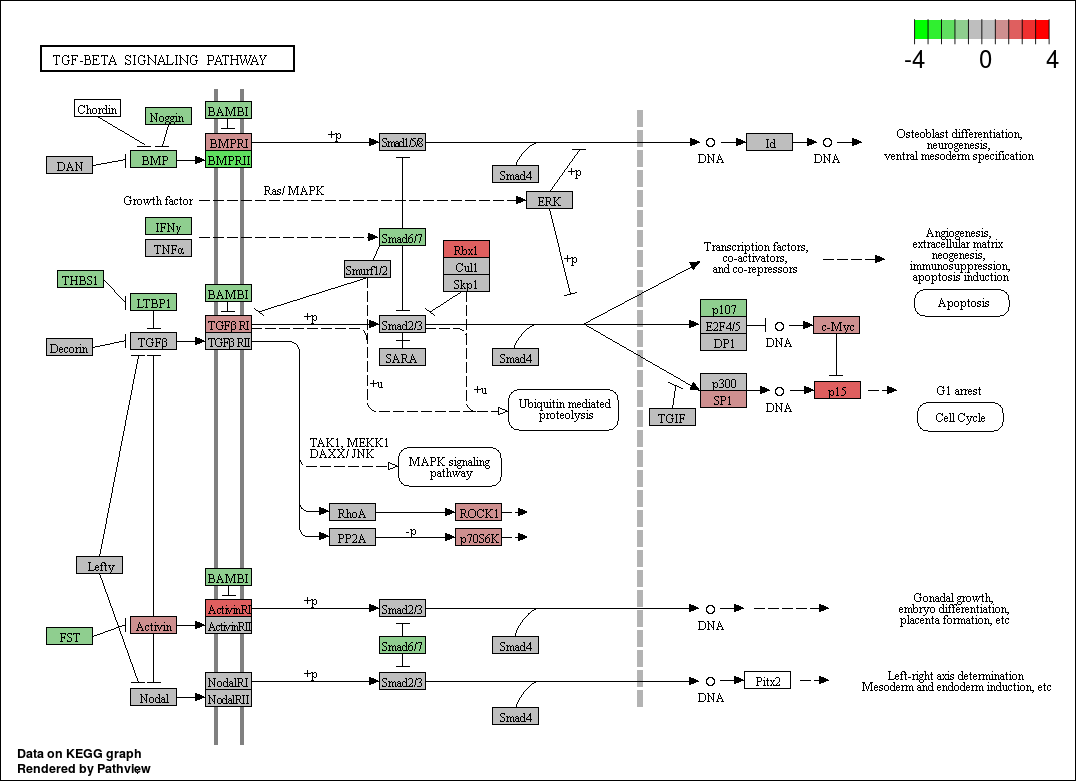 -4 0 4
TGF-BETA SIGNALING PATHWAY
Chordin
Noggin
BAMBI
DAN
BMP
BMPRI
BMPRII
+p
Smad1/5/8
Smad4
+p
DNA
Id
DNA
Osteoblast differentiation,
neurogenesis,
ventral mesoderm specification
Growth factor
Ras/ MAPK
ERK
IFNγ
TNFα
Smad6/7
Rbx1
Cul1
Skp1
Smurf1/2
+p
Transcription factors,
co-activators,
and co-repressors
Angiogenesis,
extracellular matrix
neogenesis,
immunosuppression,
apoptosis induction
Apoptosis
THBS1
LTBP1
BAMBI
Decorin
TGFβ
TGFβ RI
TGFβ RII
+p
Smad2/3
SARA
Smad4
p107
E2F4/5
DP1
DNA
c-Myc
p300
SP1
TGIF
DNA
p15
G1 arrest
Cell Cycle
+u
+u
Ubiquitin mediated
proteolysis
TAK1, MEKK1
DAXX/ JNK
MAPK signaling
pathway
RhoA
ROCK1
PP2A
-p
p70S6K
Lefty
BAMBI
FST
Activin
ActivinRI
ActivinRII
+p
Smad2/3
Smad6/7
Smad4
DNA
Gonadal growth,
embryo differentiation,
placenta formation, etc
Nodal
NodalRI
NodalRII
+p
Smad2/3
Smad4
DNA
Pitx2
Left-right axis determination
Mesoderm and endoderm induction, etc
Data on KEGG graph
Rendered by Pathview